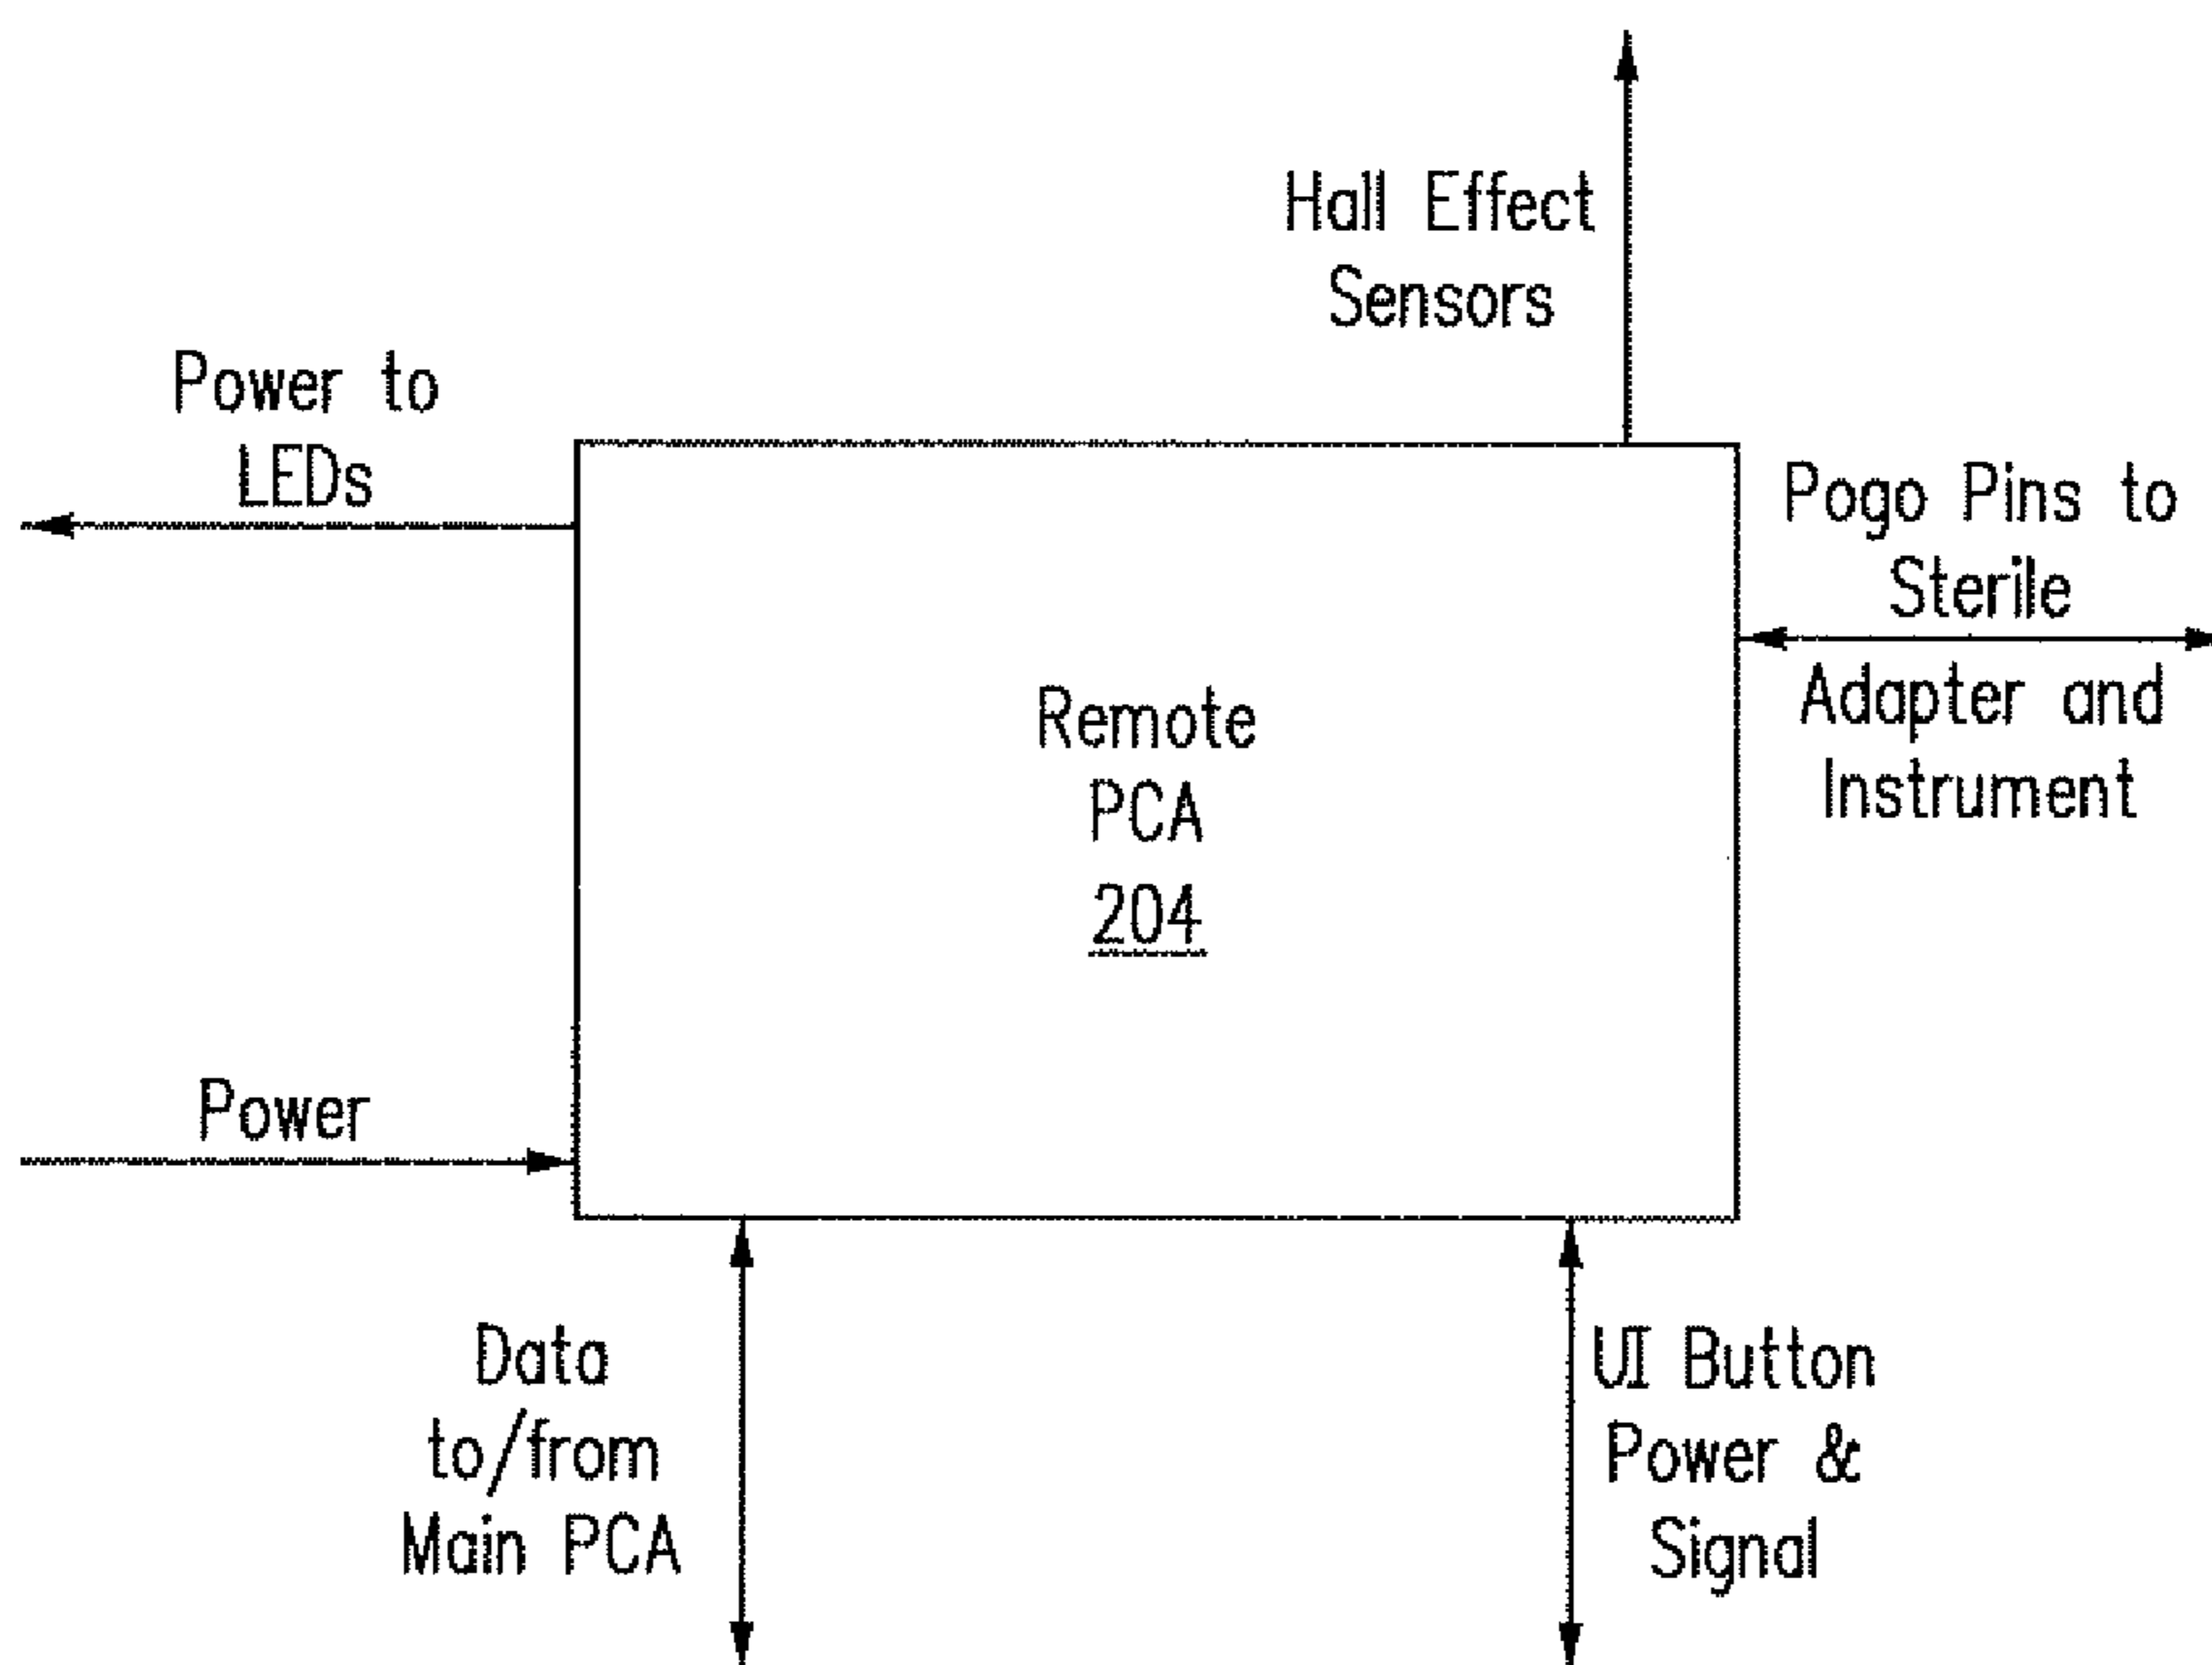 Hall Effect
Sensors
Power to
LEDs
Pogo Pins to
Sterile
Adapter and
Instrument
Remote
PCA
204
Power
Data
to/from
Main PCA
UI Button
Power &
Signal